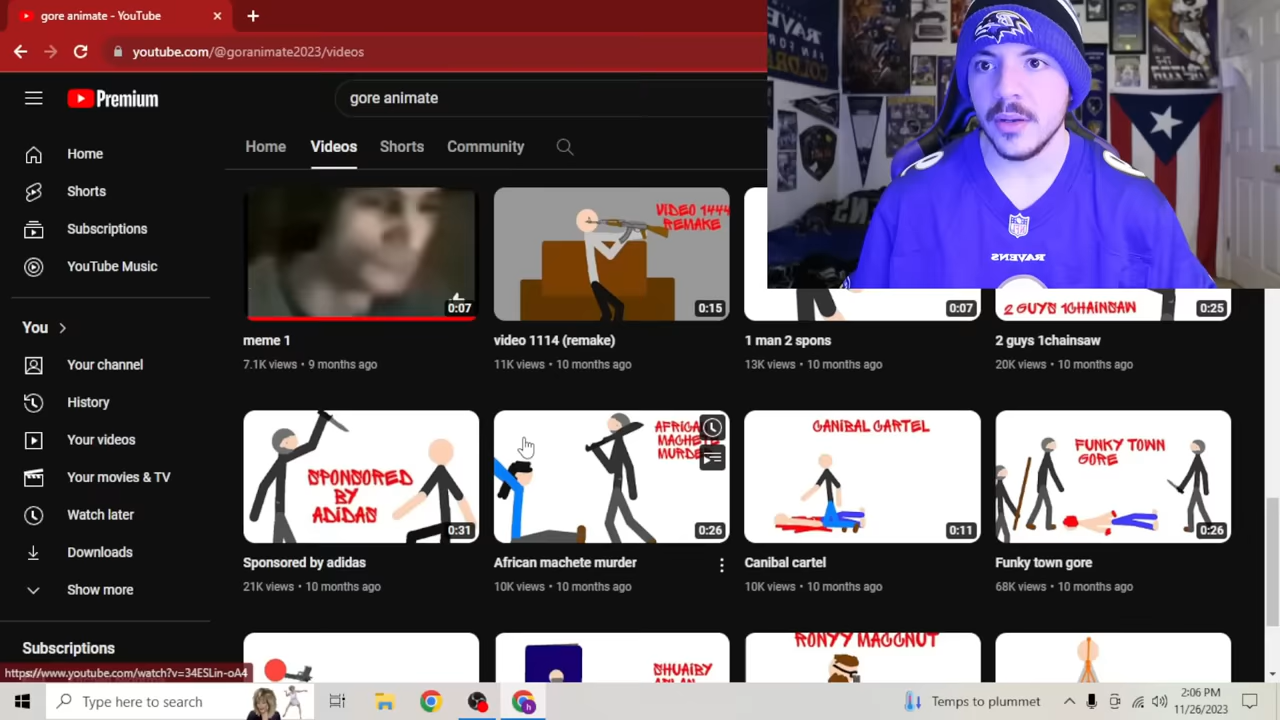 gore animate - YouTube
youtube.com/@goranimate2023/videos
Premium
gore animate
Home
Videos
Shorts
Community
Home
Shorts
Subscriptions
YouTube Music
You
Your channel
History
Your videos
Your movies & TV
Watch later
Downloads
Show more
Subscriptions
0:07
meme 1
7.1K views • 9 months ago
VIDEO 1444
REMAKE
0:15
video 1114 (remake)
11K views • 10 months ago
0:07
1 man 2 spons
13K views • 10 months ago
2 GUYS 1CHAINSAW
0:25
2 guys 1chainsaw
20K views • 10 months ago
SPONSORED
BY
ADIDAS
0:31
Sponsored by adidas
21K views • 10 months ago
MACHETE
0:26
African machete murder
10K views • 10 months ago
CANIBAL CARTEL
0:11
Canibal cartel
10K views • 10 months ago
FUNKY TOWN
GORE
0:26
Funky town gore
68K views • 10 months ago
SHUAIBY
RONYY MACCNUT
RAVENS
NFL
RAVENS
https://www.youtube.com/watch?v=34ESLin-oA4
Type here to search
Temps to plummet
2:06 PM
11/26/2023